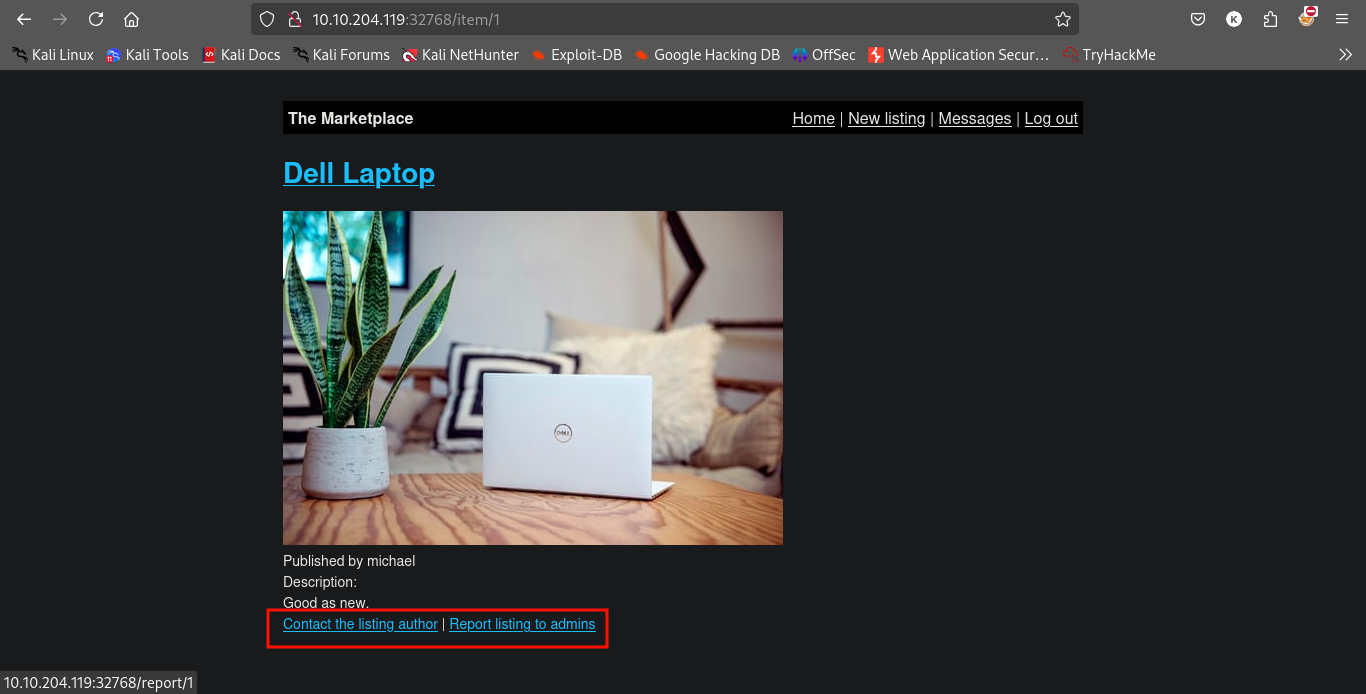 10.10.204.119:32768/item/1
Kali Linux Kali Tools Kali Docs Kali Forums Kali NetHunter Exploit-DB Google Hacking DB OffSec Web Application Secur… TryHackMe
The Marketplace Home | New listing | Messages | Log out
Dell Laptop
DELL
Published by michael
Description:
Good as new.
Contact the listing author | Report listing to admins
10.10.204.119:32768/report/1